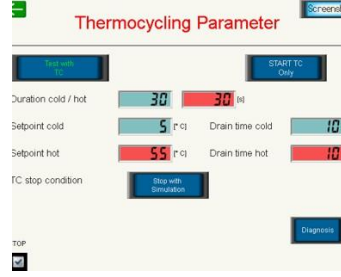 Screensh
Thermocycling Parameter
Test with
TC
START TC
Only
Duration cold / hot 30 30 [s]
Setpoint cold 5 [° C] Drain time cold 10
Setpoint hot 55 [° C] Drain time hot 10
TC stop condition Stop with
Simulation
Diagnosis
TOP